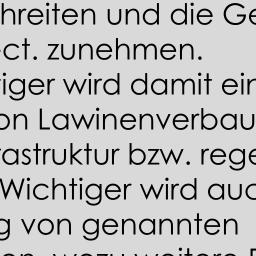 hreiten und die Ge
ect. zunehmen.
tiger wird damit ein
on Lawinenverbau
rastruktur bzw. rege
Wichtiger wird auc
g von genannten